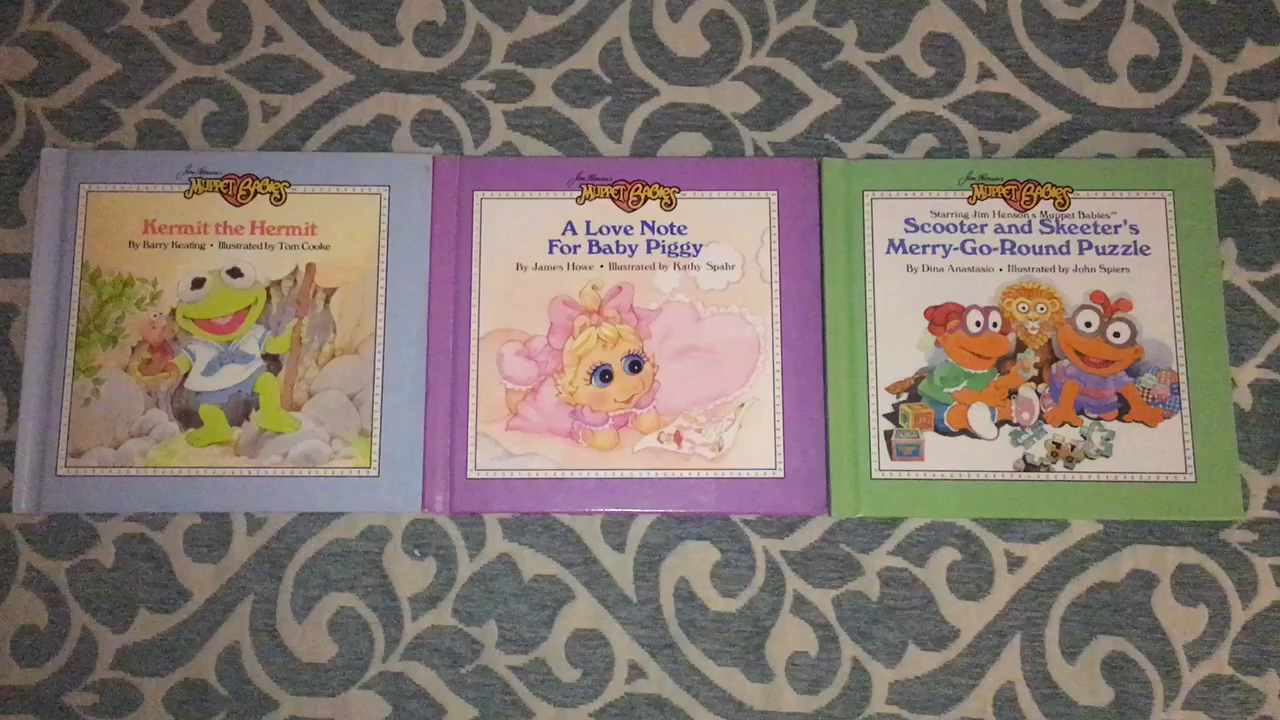 Jim Henson's
MUPPET BABIES
Kermit the Hermit
By Barry Keating • Illustrated by Tom Cooke
Jim Henson's
MUPPET BABIES
A Love Note
For Baby Piggy
By James Howe • Illustrated by Kathy Spahr
Jim Henson's
MUPPET BABIES
Starring Jim Henson's Muppet Babies™
Scooter and Skeeter's
Merry-Go-Round Puzzle
By Dina Anastasio • Illustrated by John Spiers